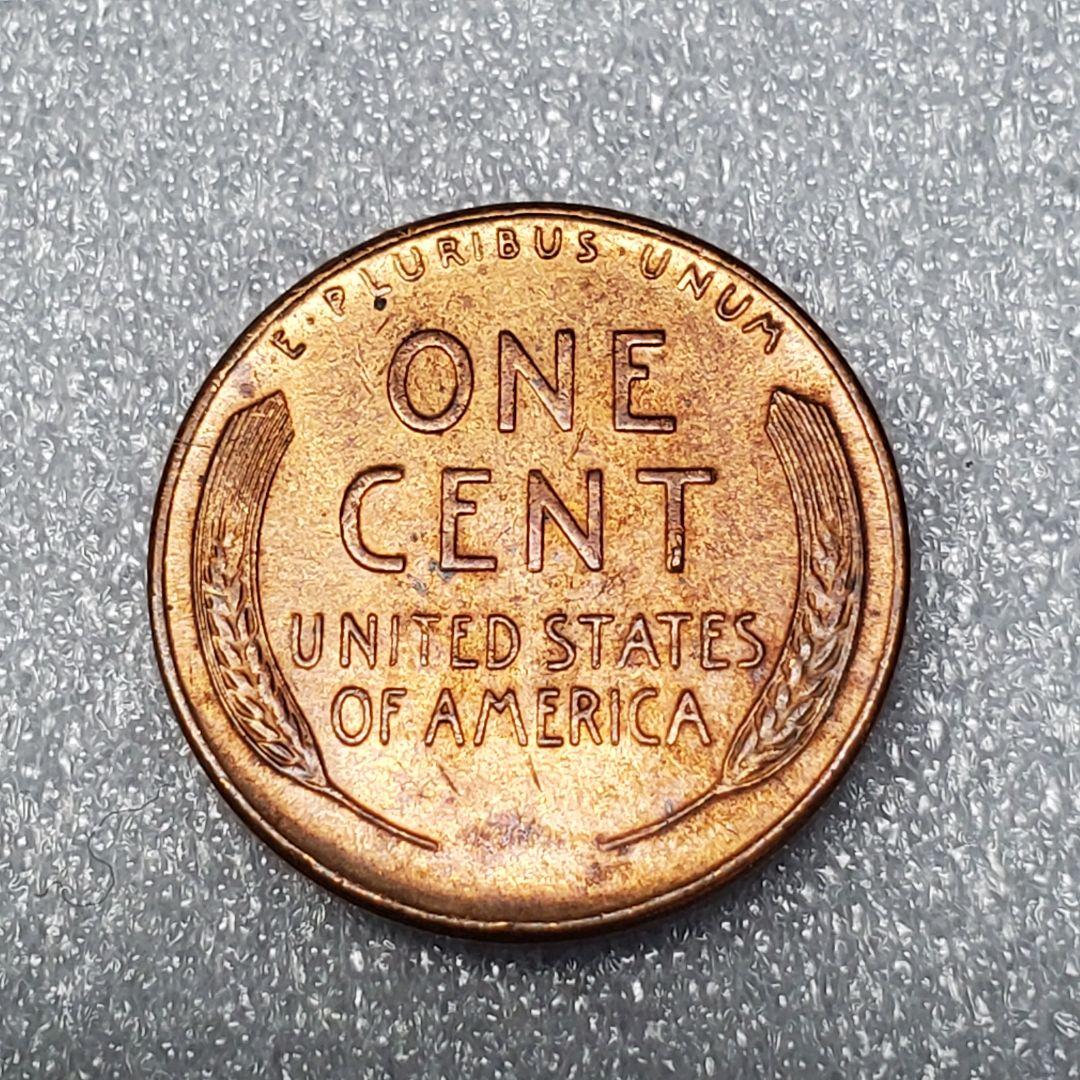 E·PLURIBUS·UNUM
ONE
CENT
UNITED STATES
OF AMERICA